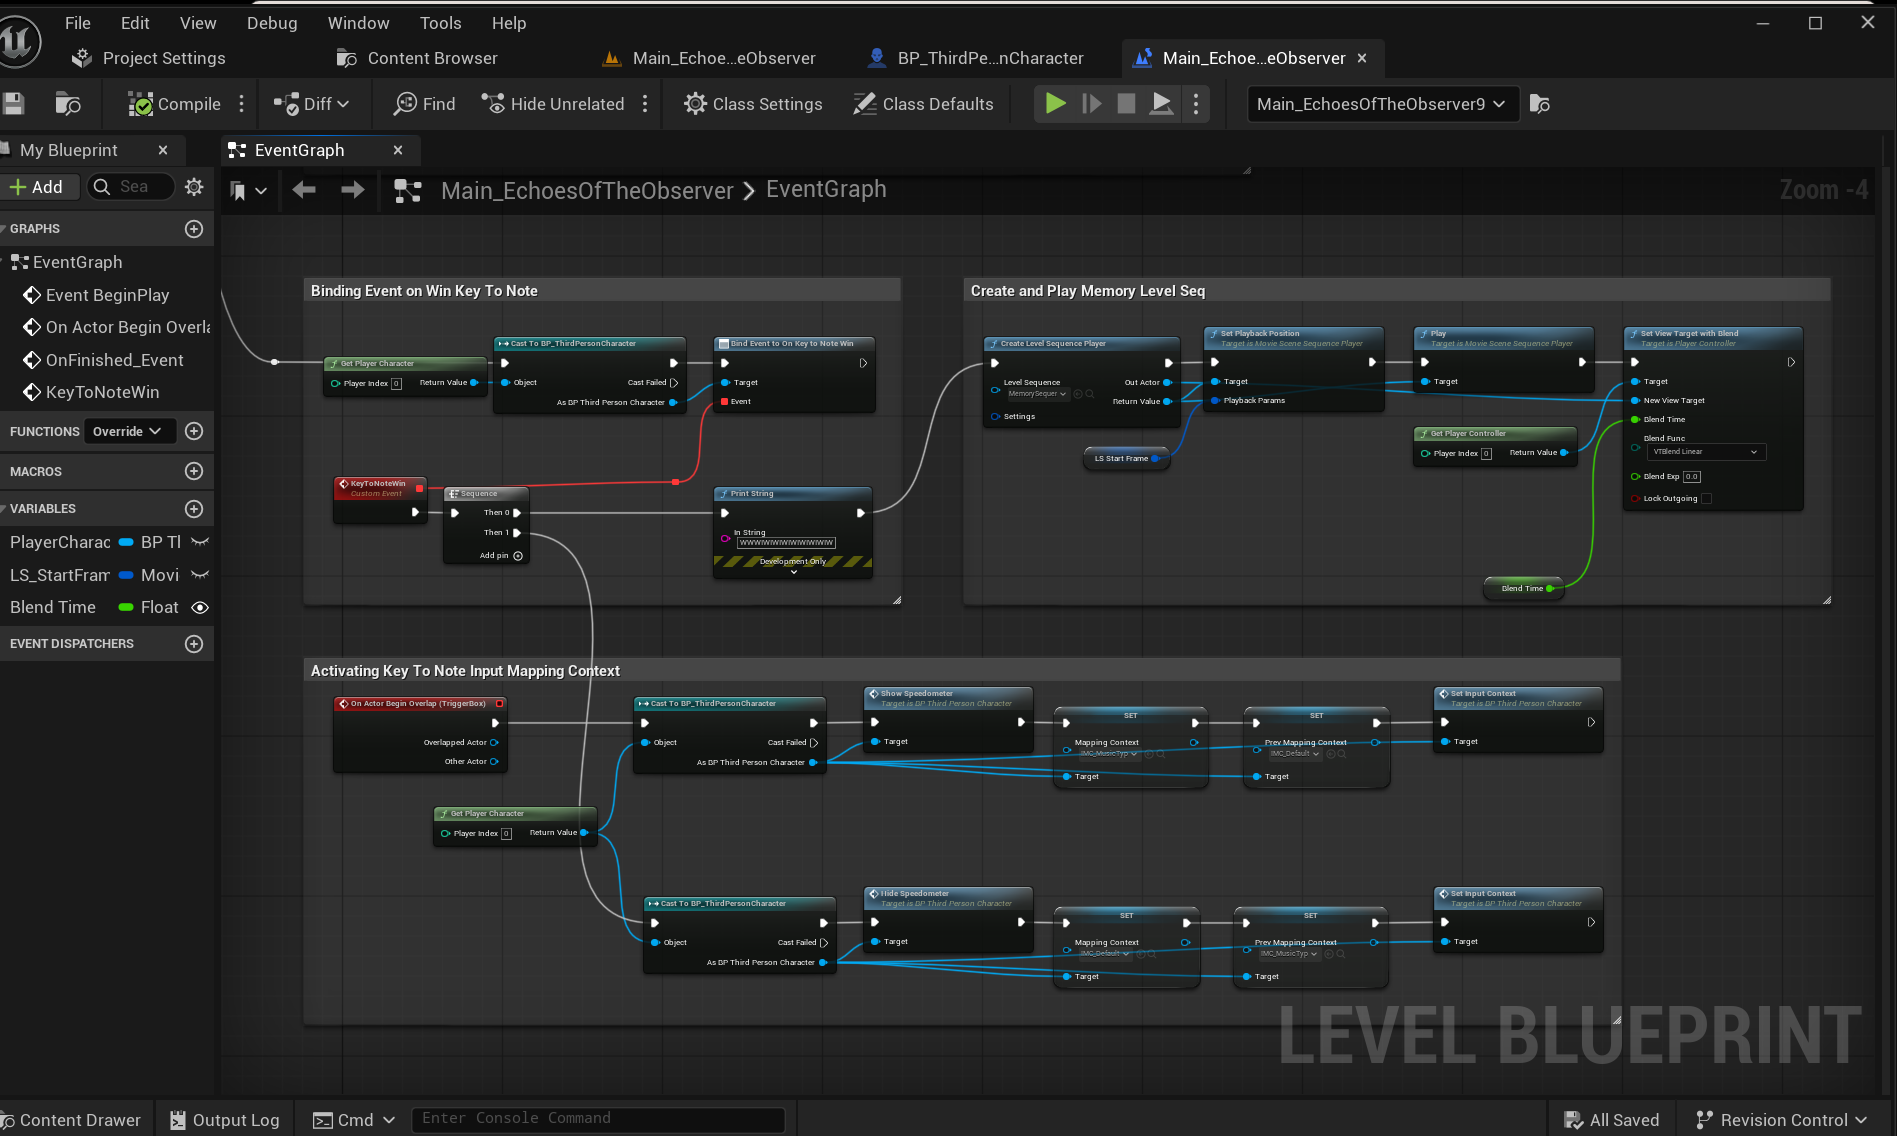 File Edit View Debug Window Tools Help
Project Settings Content Browser Main_Echoe...eObserver BP_ThirdPe...nCharacter Main_Echoe...eObserver
Compile Diff Find Hide Unrelated Class Settings Class Defaults Main_EchoesOfTheObserver9
My Blueprint EventGraph
Add Sea
Main_EchoesOfTheObserver > EventGraph Zoom -4
GRAPHS
EventGraph
Event BeginPlay
On Actor Begin Overla
OnFinished_Event
KeyToNoteWin
FUNCTIONS Override
MACROS
VARIABLES
PlayerCharac BP Tl
LS_StartFram Movi
Blend Time Float
EVENT DISPATCHERS
Binding Event on Win Key To Note
Get Player Character
Player Index 0 Return Value
Cast To BP_ThirdPersonCharacter
Object Cast Failed
As BP Third Person Character
Bind Event to On Key to Note Win
Target
Event
KeyToNoteWin
Custom Event
Sequence
Then 0
Then 1
Add pin
Print String
In String
Development Only
Create and Play Memory Level Seq
Create Level Sequence Player
Level Sequence Out Actor
MemorySequer
Return Value
Settings
LS Start Frame
Set Playback Position
Target is Movie Scene Sequence Player
Target
Playback Params
Play
Target is Movie Scene Sequence Player
Target
Get Player Controller
Player Index 0 Return Value
Set View Target with Blend
Target is Player Controller
Target
New View Target
Blend Time
Blend Func
VTBlend Linear
Blend Exp 0.0
Lock Outgoing
Blend Time
Activating Key To Note Input Mapping Context
On Actor Begin Overlap (TriggerBox)
Overlapped Actor
Other Actor
Get Player Character
Player Index 0 Return Value
Cast To BP_ThirdPersonCharacter
Object Cast Failed
As BP Third Person Character
Show Speedometer
Target is BP Third Person Character
Target
SET
Mapping Context
IMC_MusicTyp
Target
SET
Prev Mapping Context
IMC_Default
Target
Set Input Context
Target is BP Third Person Character
Target
Cast To BP_ThirdPersonCharacter
Object Cast Failed
As BP Third Person Character
Hide Speedometer
Target is BP Third Person Character
Target
SET
Mapping Context
IMC_Default
Target
SET
Prev Mapping Context
IMC_MusicTyp
Target
Set Input Context
Target is BP Third Person Character
Target
LEVEL BLUEPRINT
Content Drawer Output Log Cmd Enter Console Command All Saved Revision Control